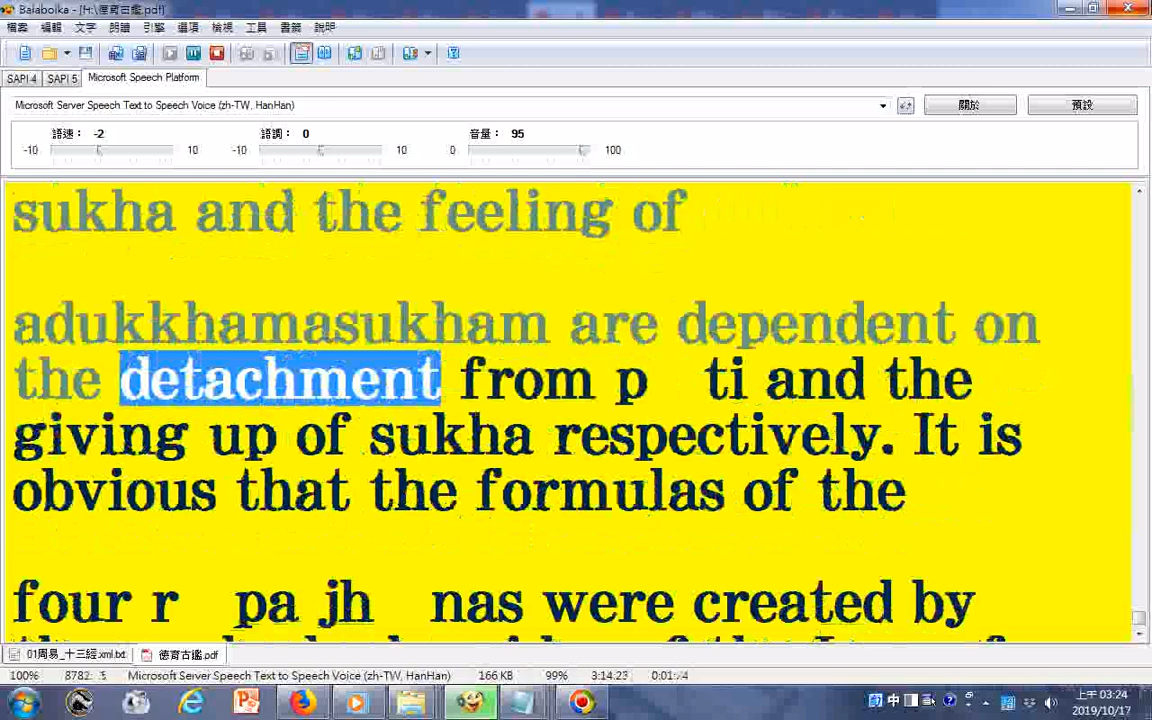 Balabolka - [H:\德育古鑑.pdf]
檔案 編輯 文字 朗讀 引擎 選項 檢視 工具 書籤 說明
SAPI 4 SAPI 5 Microsoft Speech Platform
Microsoft Server Speech Text to Speech Voice (zh-TW, HanHan) 關於 預設
語速： -2 語調： 0 音量： 95
-10 10 -10 10 0 100
sukha and the feeling of
adukkhamasukham are dependent on
the detachment from p ti and the
giving up of sukha respectively. It is
obvious that the formulas of the
four r pa jh nas were created by
01周易_十三經.xml.txt 德育古鑑.pdf
100% Microsoft Server Speech Text to Speech Voice (zh-TW, HanHan) 166 KB 99% 3:14:23
中 上午 03:24
2019/10/17